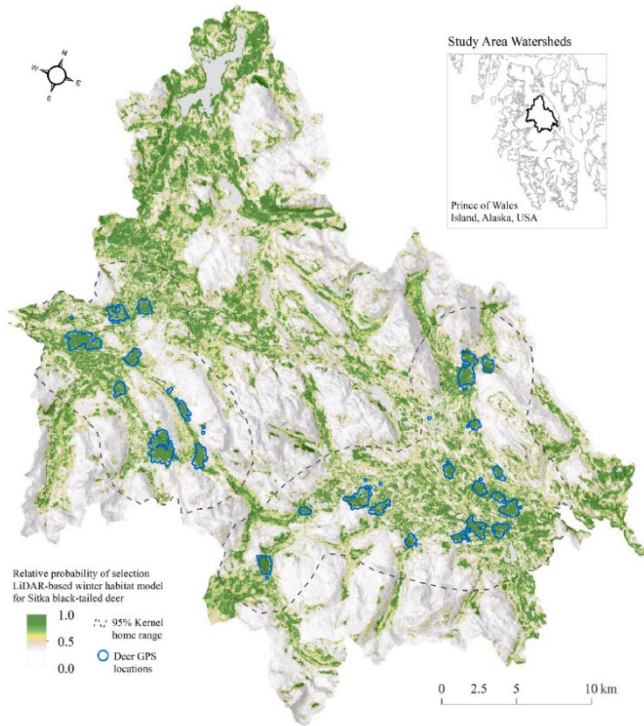 Study Area Watersheds
N
W
E
S
Prince of Wales
Island, Alaska, USA
Relative probability of selection
LiDAR-based winter habitat model
for Sitka black-tailed deer
1.0
0.5
0.0
95% Kernel
home range
Deer GPS
locations
0 2.5 5 10 km